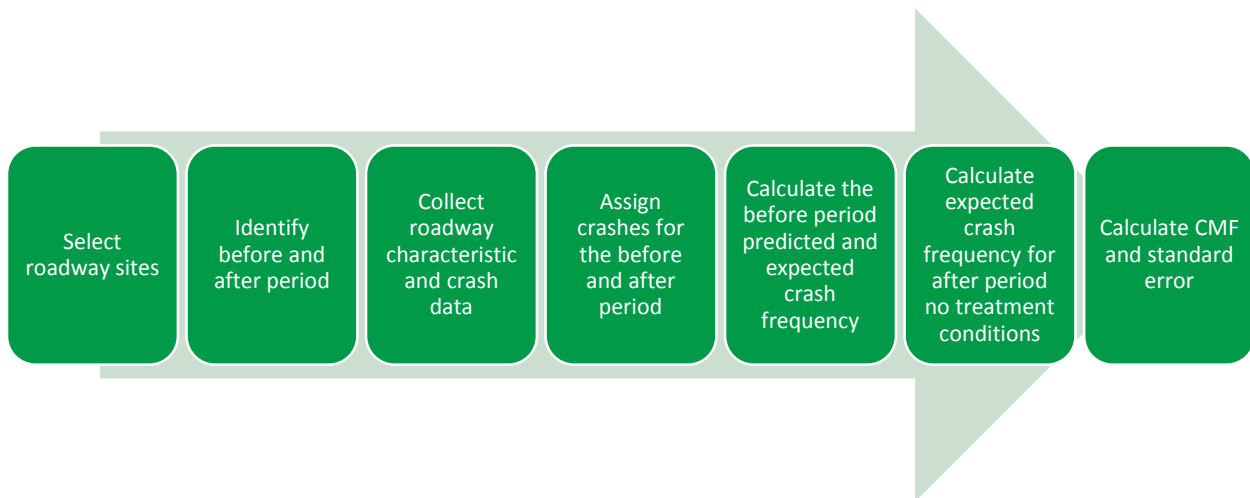 Select
roadway sites
Identify
before and
after period
Collect
roadway
characteristic
and crash
data
Assign
crashes for
the before
and after
period
Calculate the
before period
predicted and
expected
crash
frequency
Calculate
expected
crash
frequency for
after period
no treatment
conditions
Calculate CMF
and standard
error